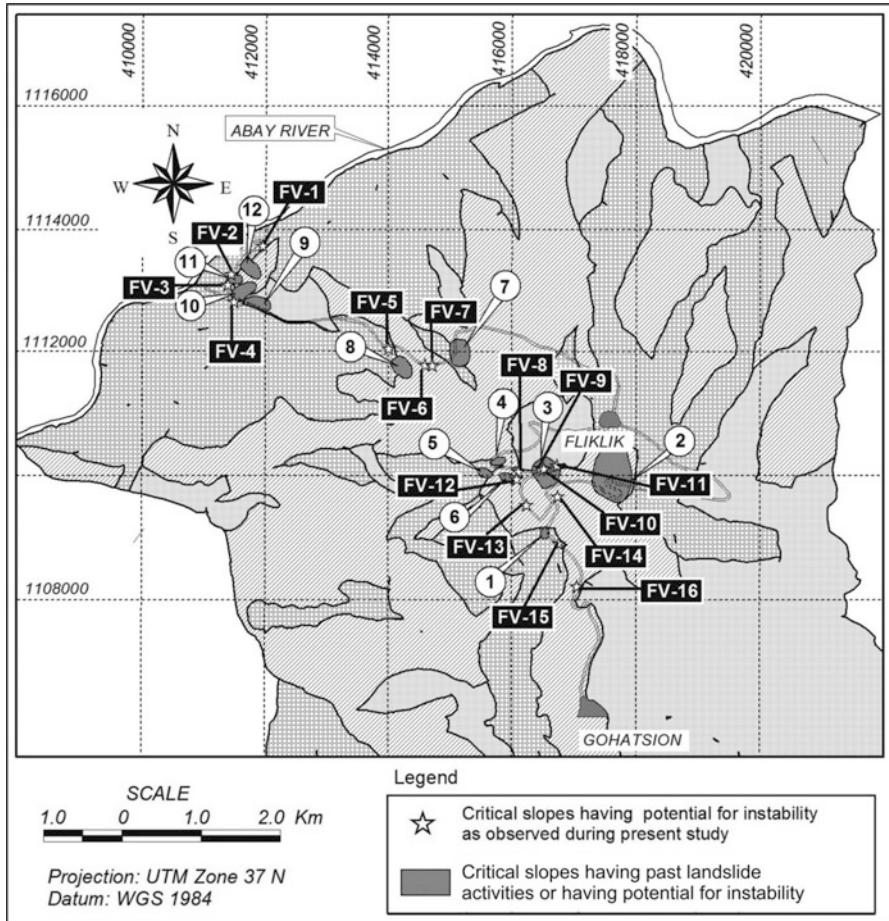 410000
412000
414000
416000
418000
420000
1116000
ABAY RIVER
N
W E
S
FV-1
12
1114000
FV-2
9
11
FV-3
10
FV-4
FV-5
FV-7
7
1112000
8
FV-8
FV-9
FV-6
4
3
FLIKLIK
2
5
FV-12
FV-11
6
FV-10
FV-13
FV-14
1
1108000
FV-16
FV-15
GOHATSION
Legend
SCALE
1.0 0 1.0 2.0 Km
Critical slopes having potential for instability
as observed during present study
Projection: UTM Zone 37 N
Datum: WGS 1984
Critical slopes having past landslide
activities or having potential for instability